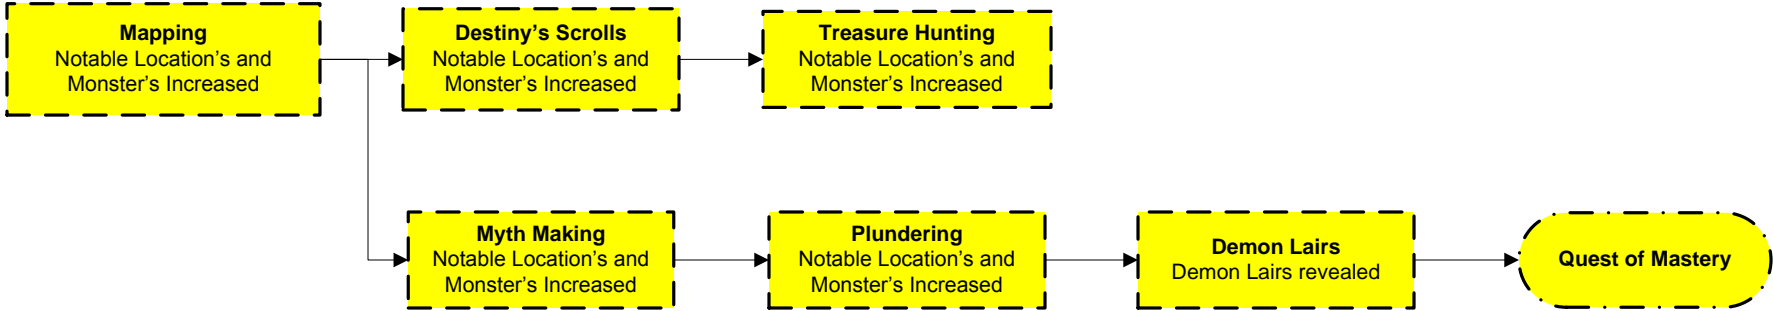 Mapping
Notable Location’s and
Monster’s Increased
Destiny’s Scrolls
Notable Location’s and
Monster’s Increased
Treasure Hunting
Notable Location’s and
Monster’s Increased
Myth Making
Notable Location’s and
Monster’s Increased
Plundering
Notable Location’s and
Monster’s Increased
Demon Lairs
Demon Lairs revealed
Quest of Mastery